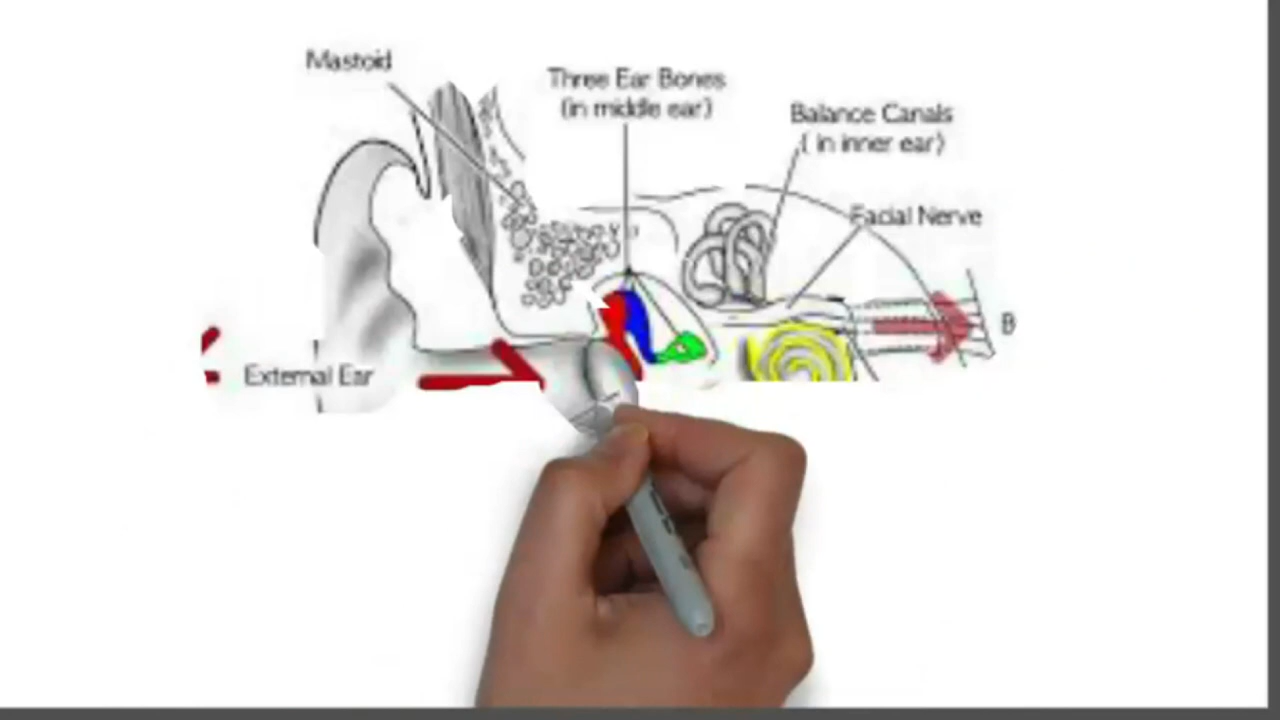 Mastoid
Three Ear Bones
(in middle ear)
Balance Canals
( in inner ear)
Facial Nerve
External Ear